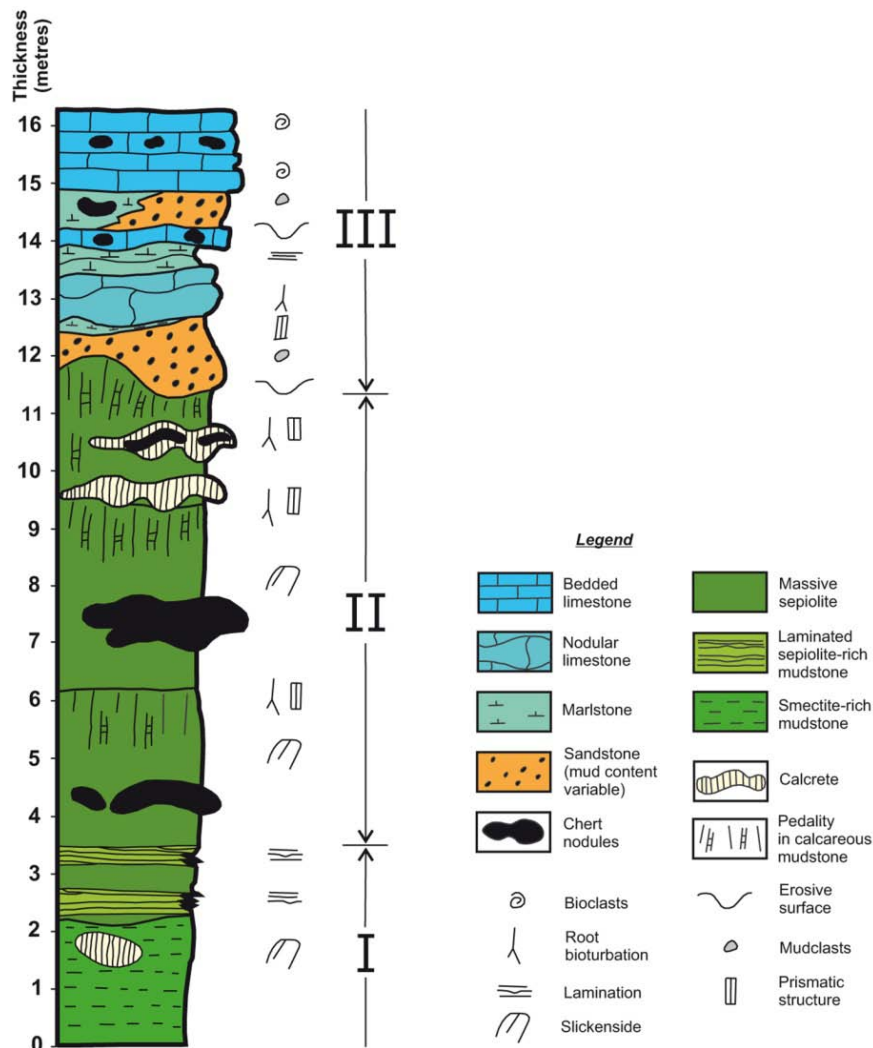 Thickness
(metres)
16
15
14
13
12
11
10
9
8
7
6
5
4
3
2
1
0
III
II
I
Legend
Bedded
limestone
Nodular
limestone
Marlstone
Sandstone
(mud content
variable)
Chert
nodules
Bioclasts
Root
bioturbation
Lamination
Slickenside
Massive
sepiolite
Laminated
sepiolite-rich
mudstone
Smectite-rich
mudstone
Calcrete
Pedality
in calcareous
mudstone
Erosive
surface
Mudclasts
Prismatic
structure